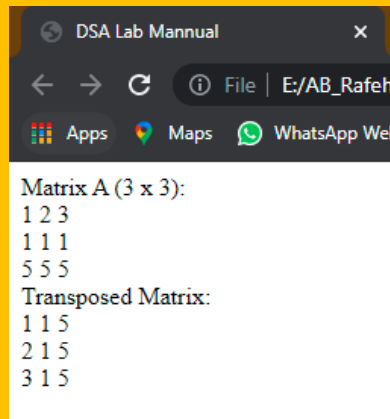 DSA Lab Mannual
File | E:/AB_Rafeh
Apps Maps WhatsApp We
Matrix A (3 x 3):
1 2 3
1 1 1
5 5 5
Transposed Matrix:
1 1 5
2 1 5
3 1 5